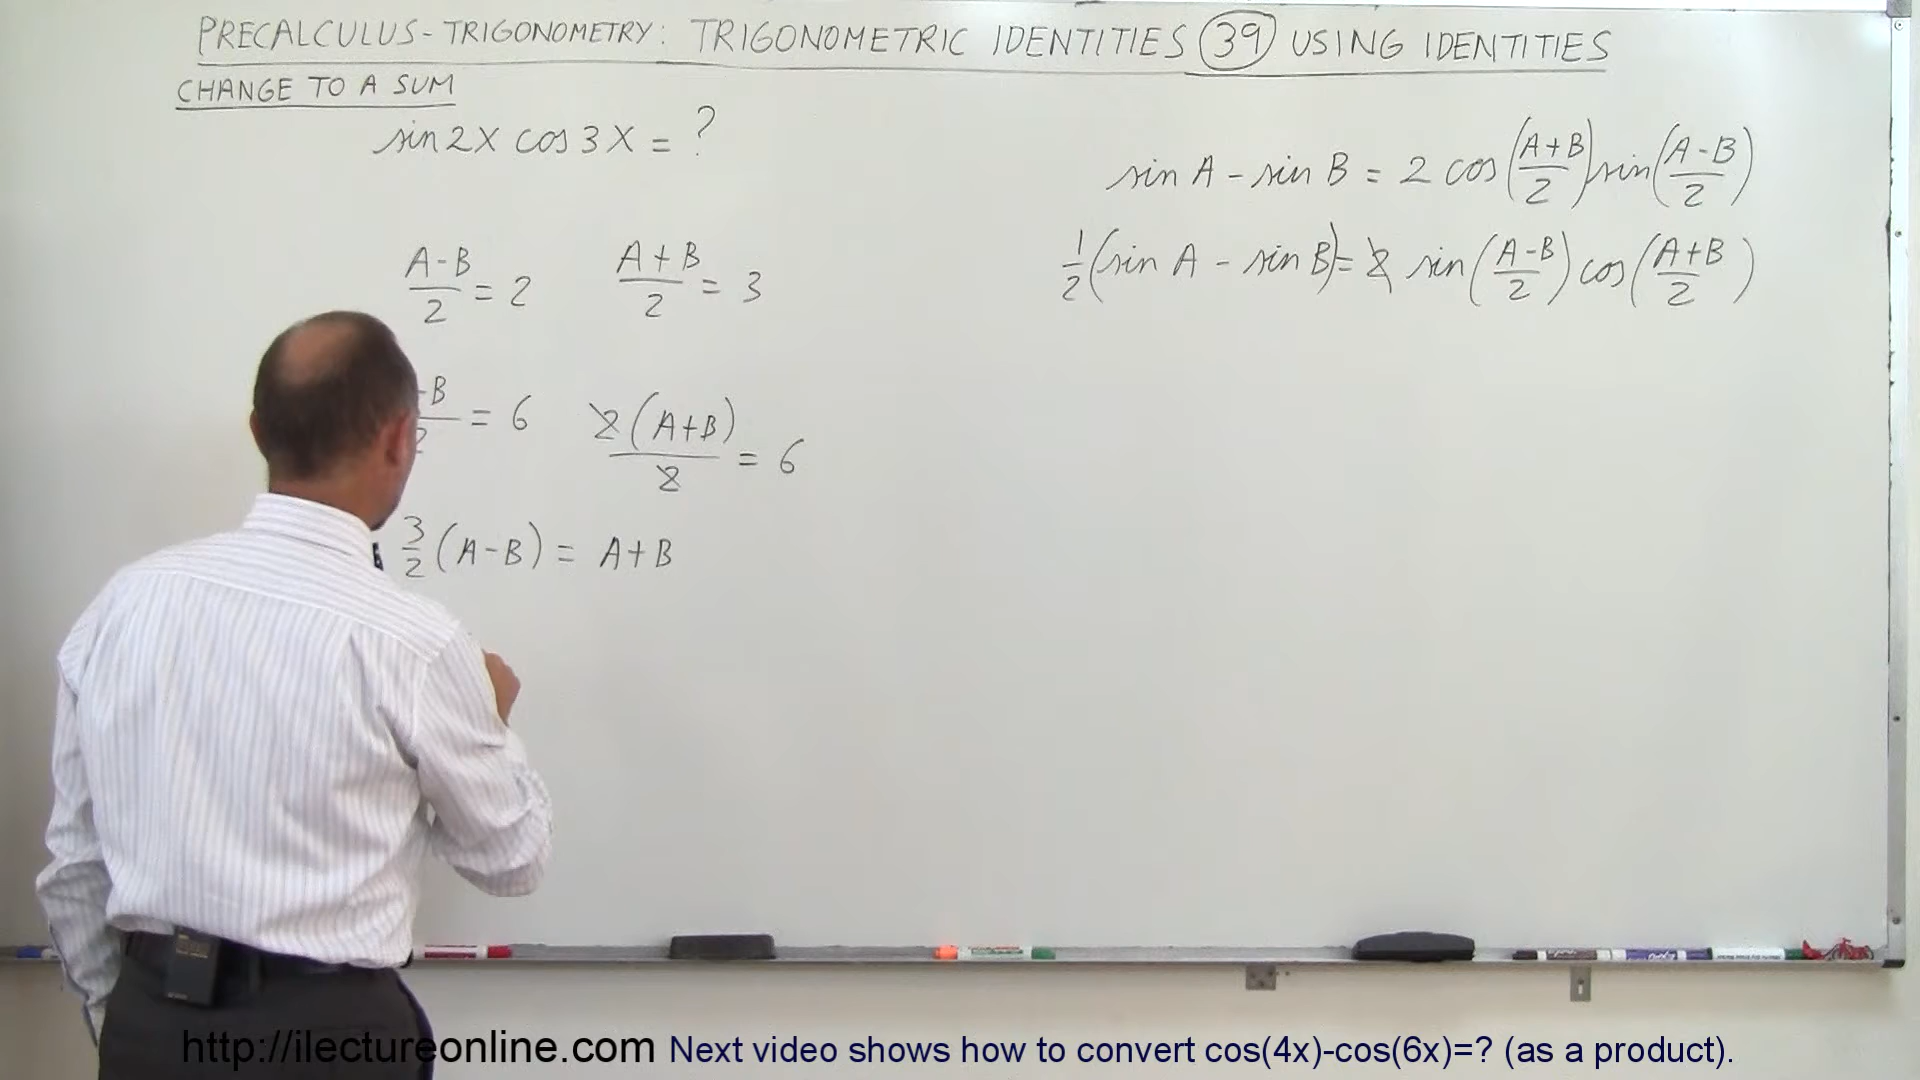 PRECALCULUS - TRIGONOMETRY: TRIGONOMETRIC IDENTITIES 39 USING IDENTITIES
CHANGE TO A SUM
sin 2X cos 3X = ?
sin A - sin B = 2 cos(A+B/2) sin(A-B/2)
1/2 (sin A - sin B) = 2 sin(A-B/2) cos(A+B/2)
A-B/2 = 2    A+B/2 = 3
-B/2 = 6    2(A+B)/2 = 6
3/2 (A-B) = A+B
http://ilectureonline.com Next video shows how to convert cos(4x)-cos(6x)=? (as a product).